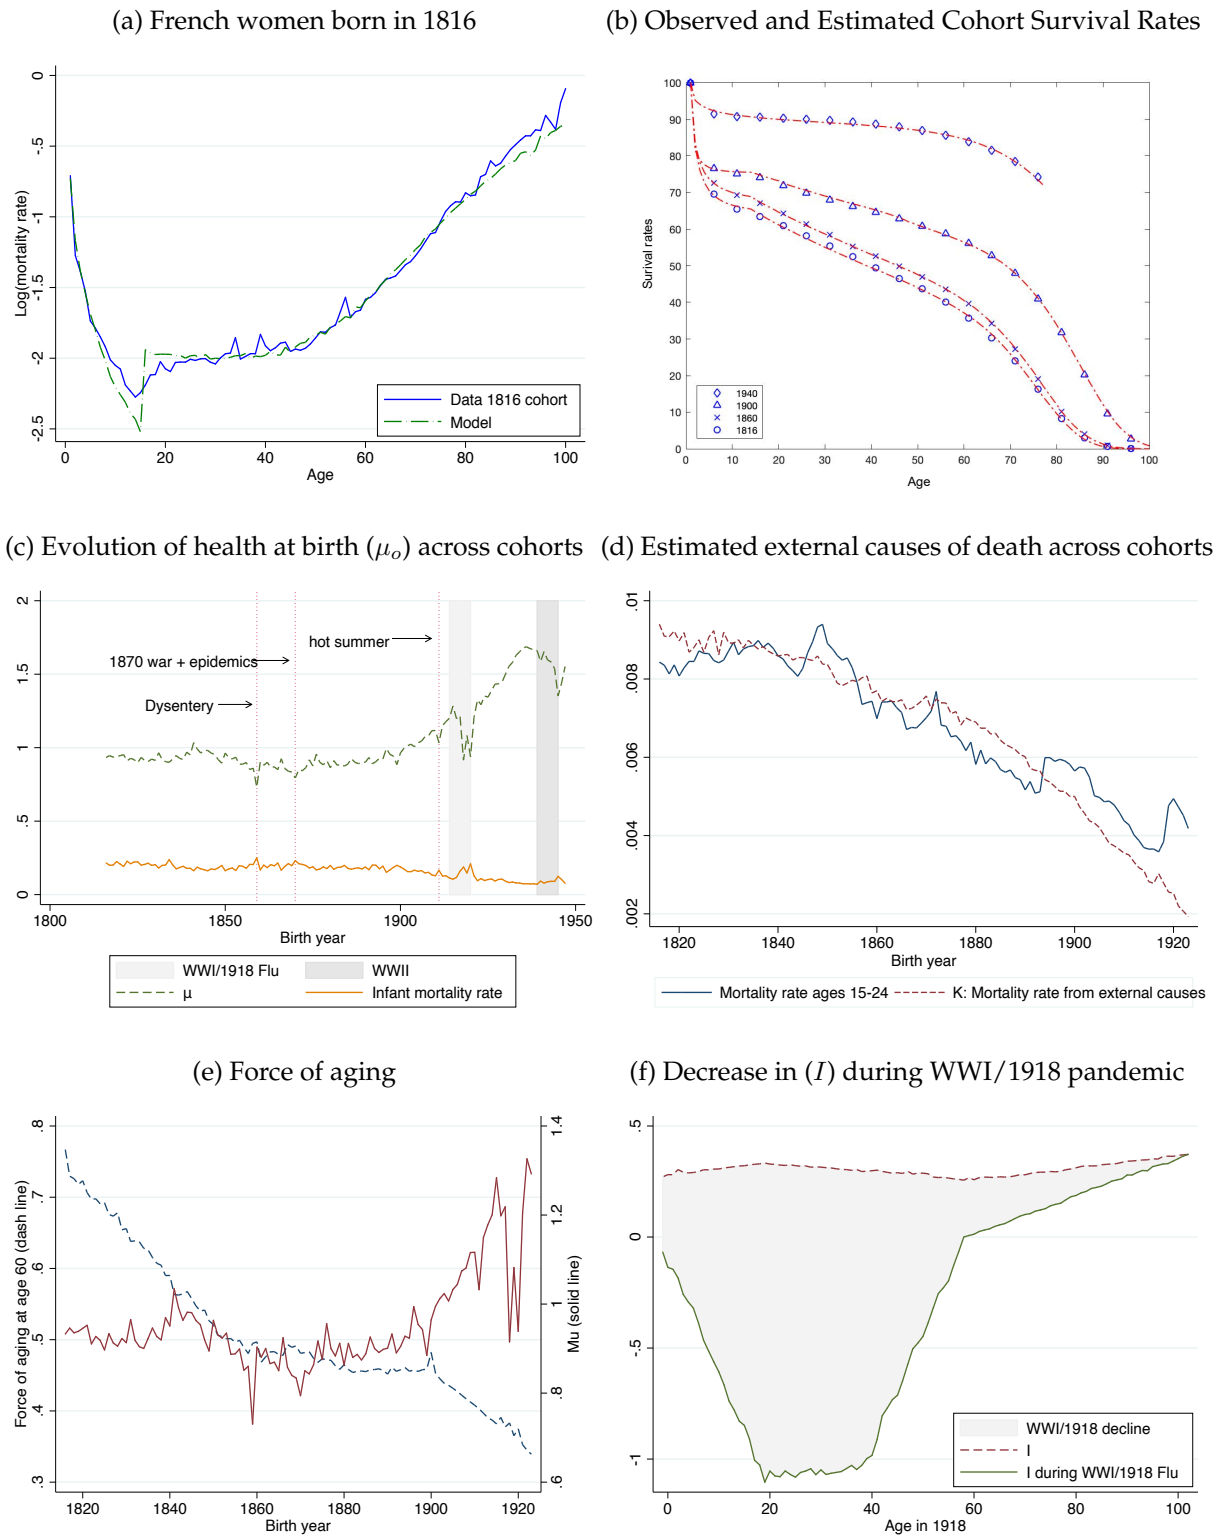 (a) French women born in 1816
0
-.5
-1
-1.5
-2
-2.5
Log(mortality rate)
0 20 40 60 80 100
Age
Data 1816 cohort
Model
(b) Observed and Estimated Cohort Survival Rates
100
90
80
70
60
50
40
30
20
10
0
Surival rates
0 10 20 30 40 50 60 70 80 90 100
Age
1940
1900
1860
1816
(c) Evolution of health at birth (μₒ) across cohorts
2
1.5
1
.5
0
hot summer
1870 war + epidemics
Dysentery
1800 1850 1900 1950
Birth year
WWI/1918 Flu WWII
μ Infant mortality rate
(d) Estimated external causes of death across cohorts
.01
.008
.006
.004
.002
1820 1840 1860 1880 1900 1920
Birth year
Mortality rate ages 15-24 K: Mortality rate from external causes
(e) Force of aging
.8
.7
.6
.5
.4
.3
Force of aging at age 60 (dash line)
1.4
1.2
1
.8
.6
Mu (solid line)
1820 1840 1860 1880 1900 1920
Birth year
(f) Decrease in (I) during WWI/1918 pandemic
.5
0
-.5
-1
WWI/1918 decline
I
I during WWI/1918 Flu
0 20 40 60 80 100
Age in 1918